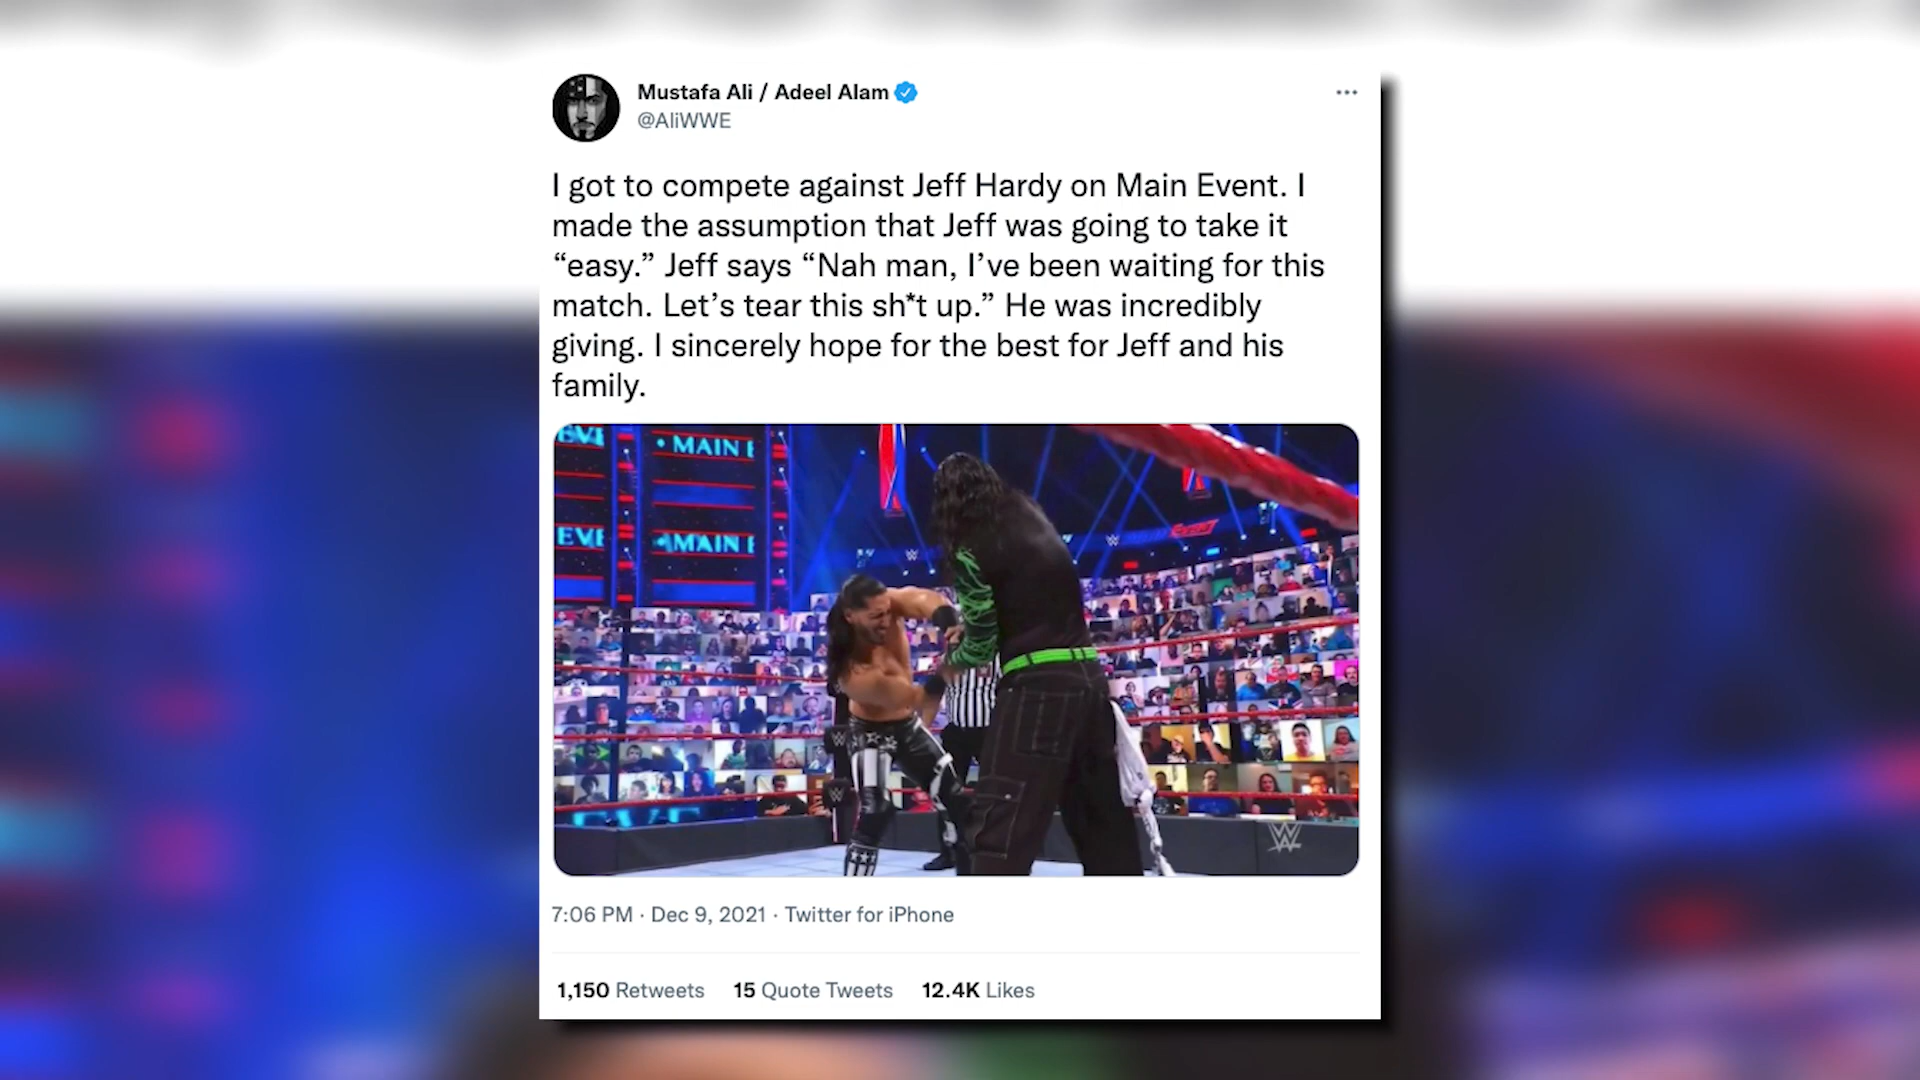 Mustafa Ali / Adeel Alam
@AliWWE
I got to compete against Jeff Hardy on Main Event. I
made the assumption that Jeff was going to take it
“easy.” Jeff says “Nah man, I’ve been waiting for this
match. Let’s tear this sh*t up.” He was incredibly
giving. I sincerely hope for the best for Jeff and his
family.
EVE
• MAIN E
EVE
MAIN E
7:06 PM · Dec 9, 2021 · Twitter for iPhone
1,150 Retweets 15 Quote Tweets 12.4K Likes